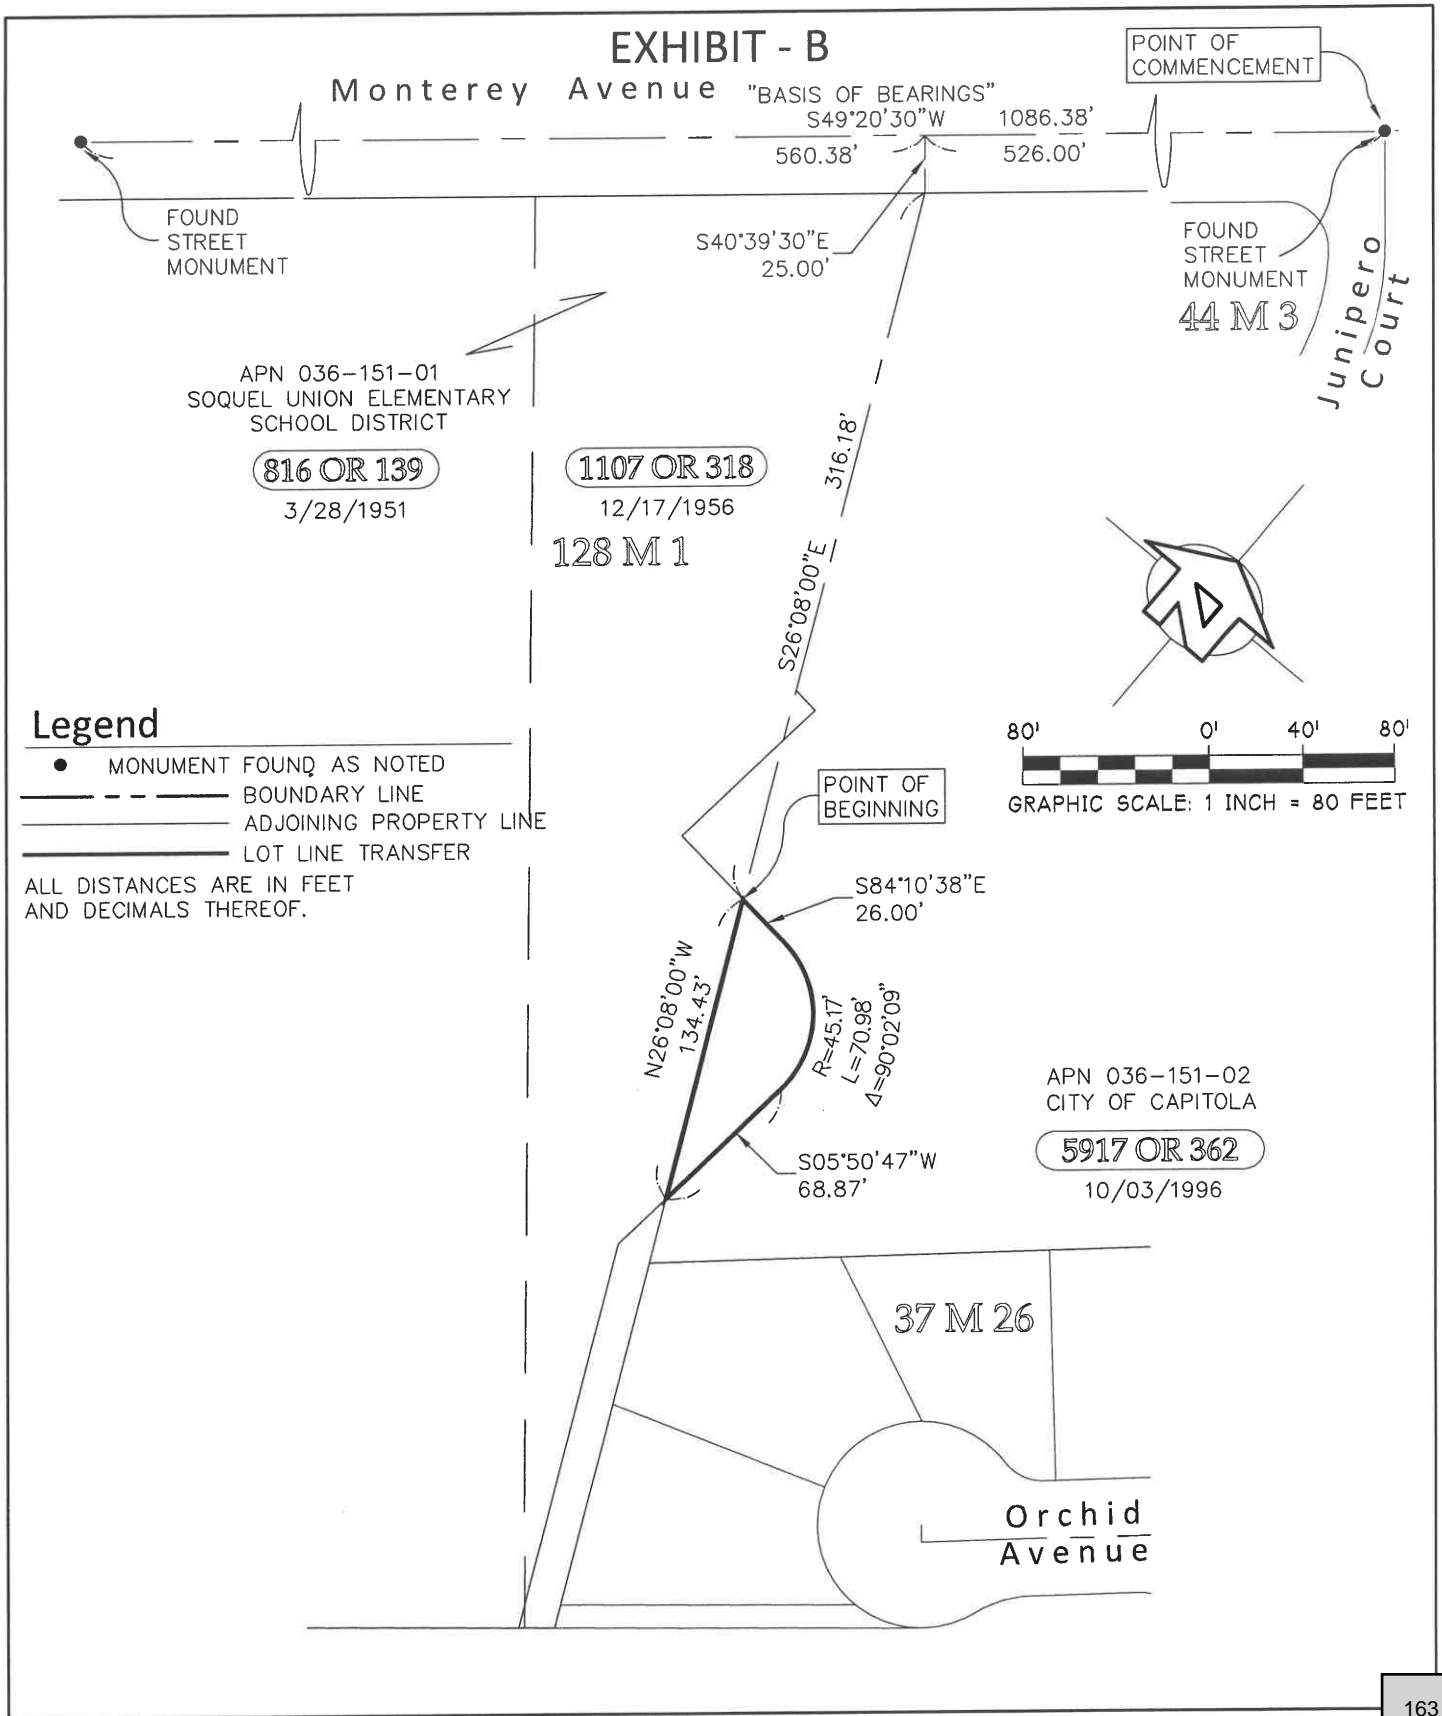 EXHIBIT - B
Monterey Avenue
"BASIS OF BEARINGS"
S49°20'30"W 1086.38'
560.38' 526.00'
POINT OF
COMMENCEMENT
FOUND
STREET
MONUMENT
S40°39'30"E
25.00'
FOUND
STREET
MONUMENT
44 M 3
Junipero
Court
APN 036-151-01
SOQUEL UNION ELEMENTARY
SCHOOL DISTRICT
816 OR 139
3/28/1951
1107 OR 318
12/17/1956
128 M 1
316.18'
S26°08'00"E
Legend
MONUMENT FOUND AS NOTED
BOUNDARY LINE
ADJOINING PROPERTY LINE
LOT LINE TRANSFER
ALL DISTANCES ARE IN FEET
AND DECIMALS THEREOF.
80' 0' 40' 80'
GRAPHIC SCALE: 1 INCH = 80 FEET
POINT OF
BEGINNING
S84°10'38"E
26.00'
N26°08'00"W
134.43'
R=45.17'
L=70.98'
Δ=90°02'09"
S05°50'47"W
68.87'
APN 036-151-02
CITY OF CAPITOLA
5917 OR 362
10/03/1996
37 M 26
Orchid
Avenue
163